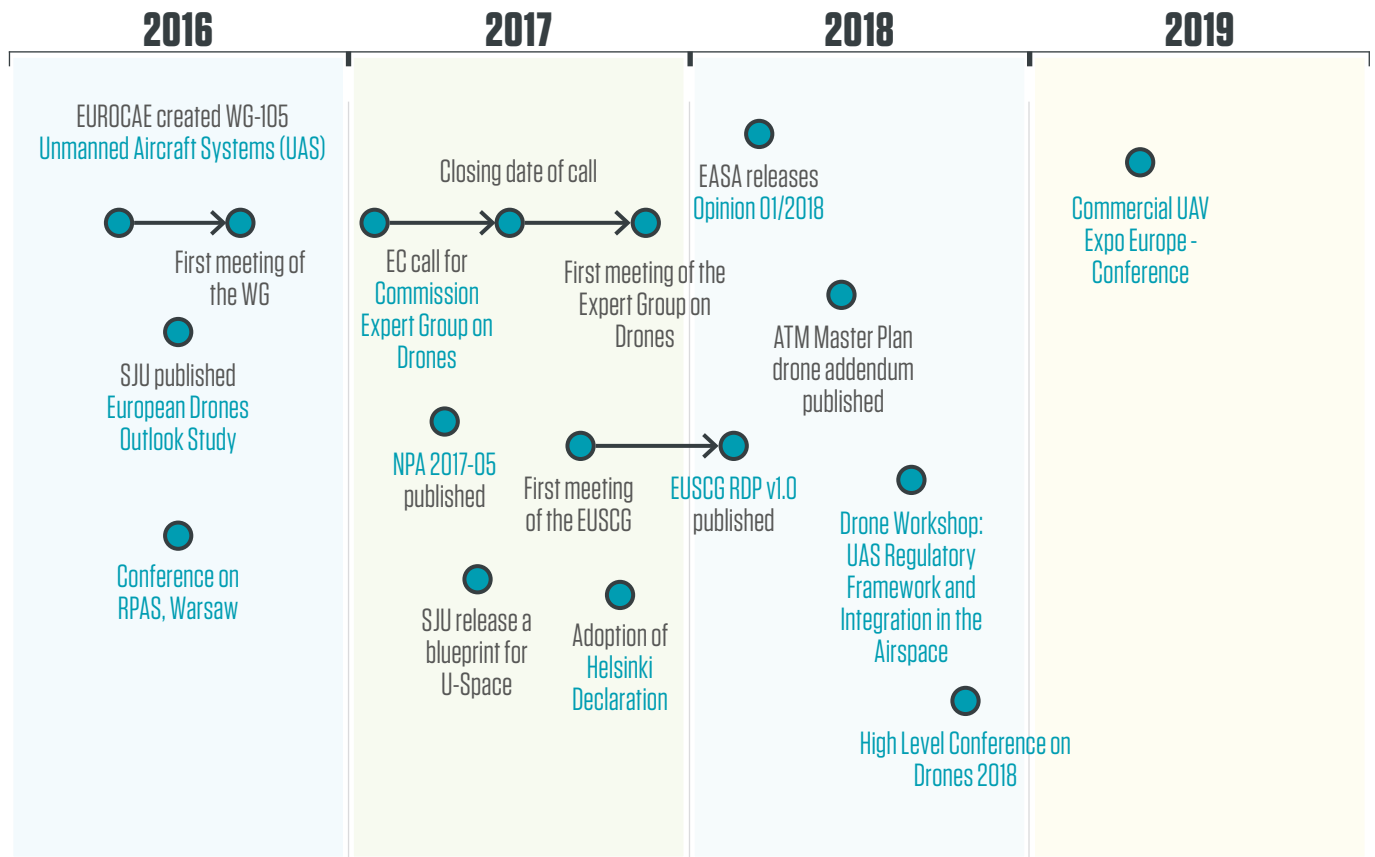 2016
2017
2018
2019
EUROCAE created WG-105
Unmanned Aircraft Systems (UAS)
First meeting of
the WG
SJU published
European Drones
Outlook Study
Conference on
RPAS, Warsaw
Closing date of call
EC call for
Commission
Expert Group on
Drones
First meeting of the
Expert Group on
Drones
NPA 2017-05
published
First meeting
of the EUSCG
EUSCG RDP v1.0
published
SJU release a
blueprint for
U-Space
Adoption of
Helsinki
Declaration
EASA releases
Opinion 01/2018
ATM Master Plan
drone addendum
published
Drone Workshop:
UAS Regulatory
Framework and
Integration in the
Airspace
High Level Conference on
Drones 2018
Commercial UAV
Expo Europe -
Conference